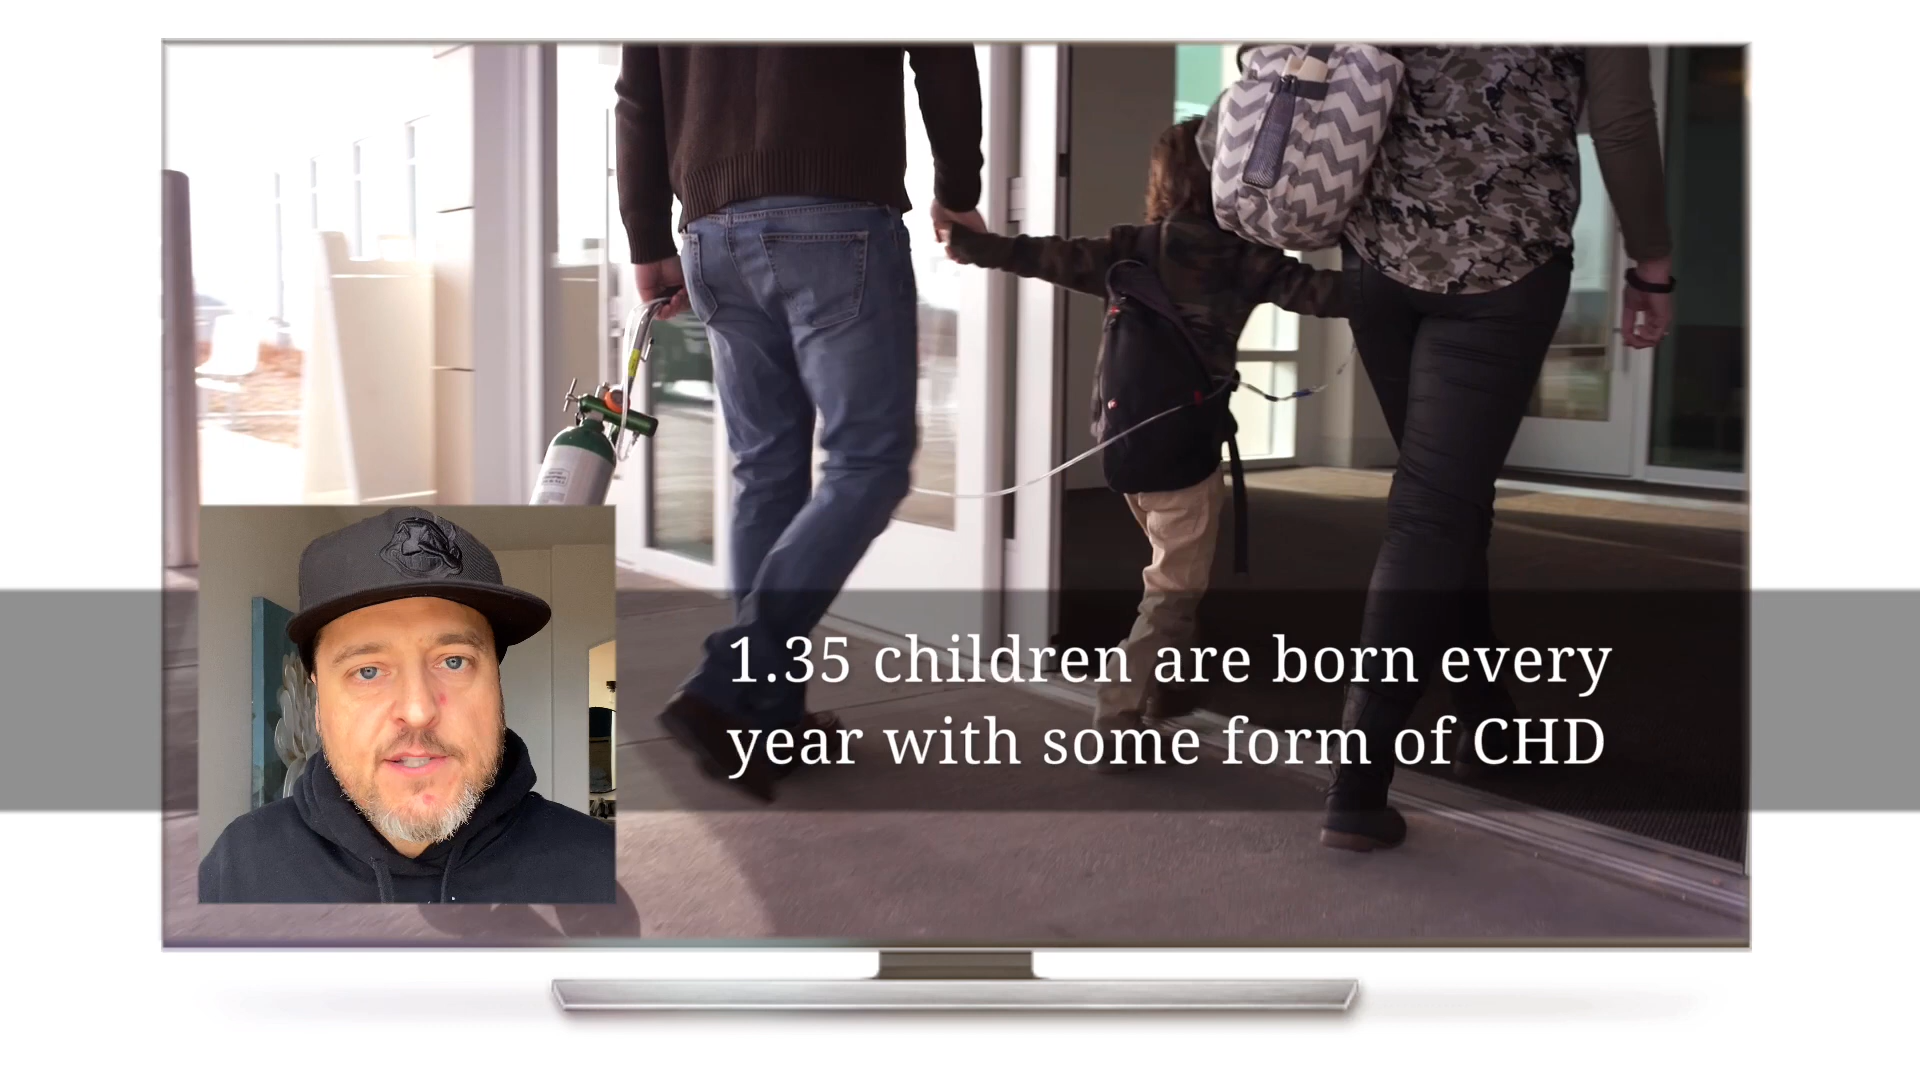 1.35 children are born every
year with some form of CHD